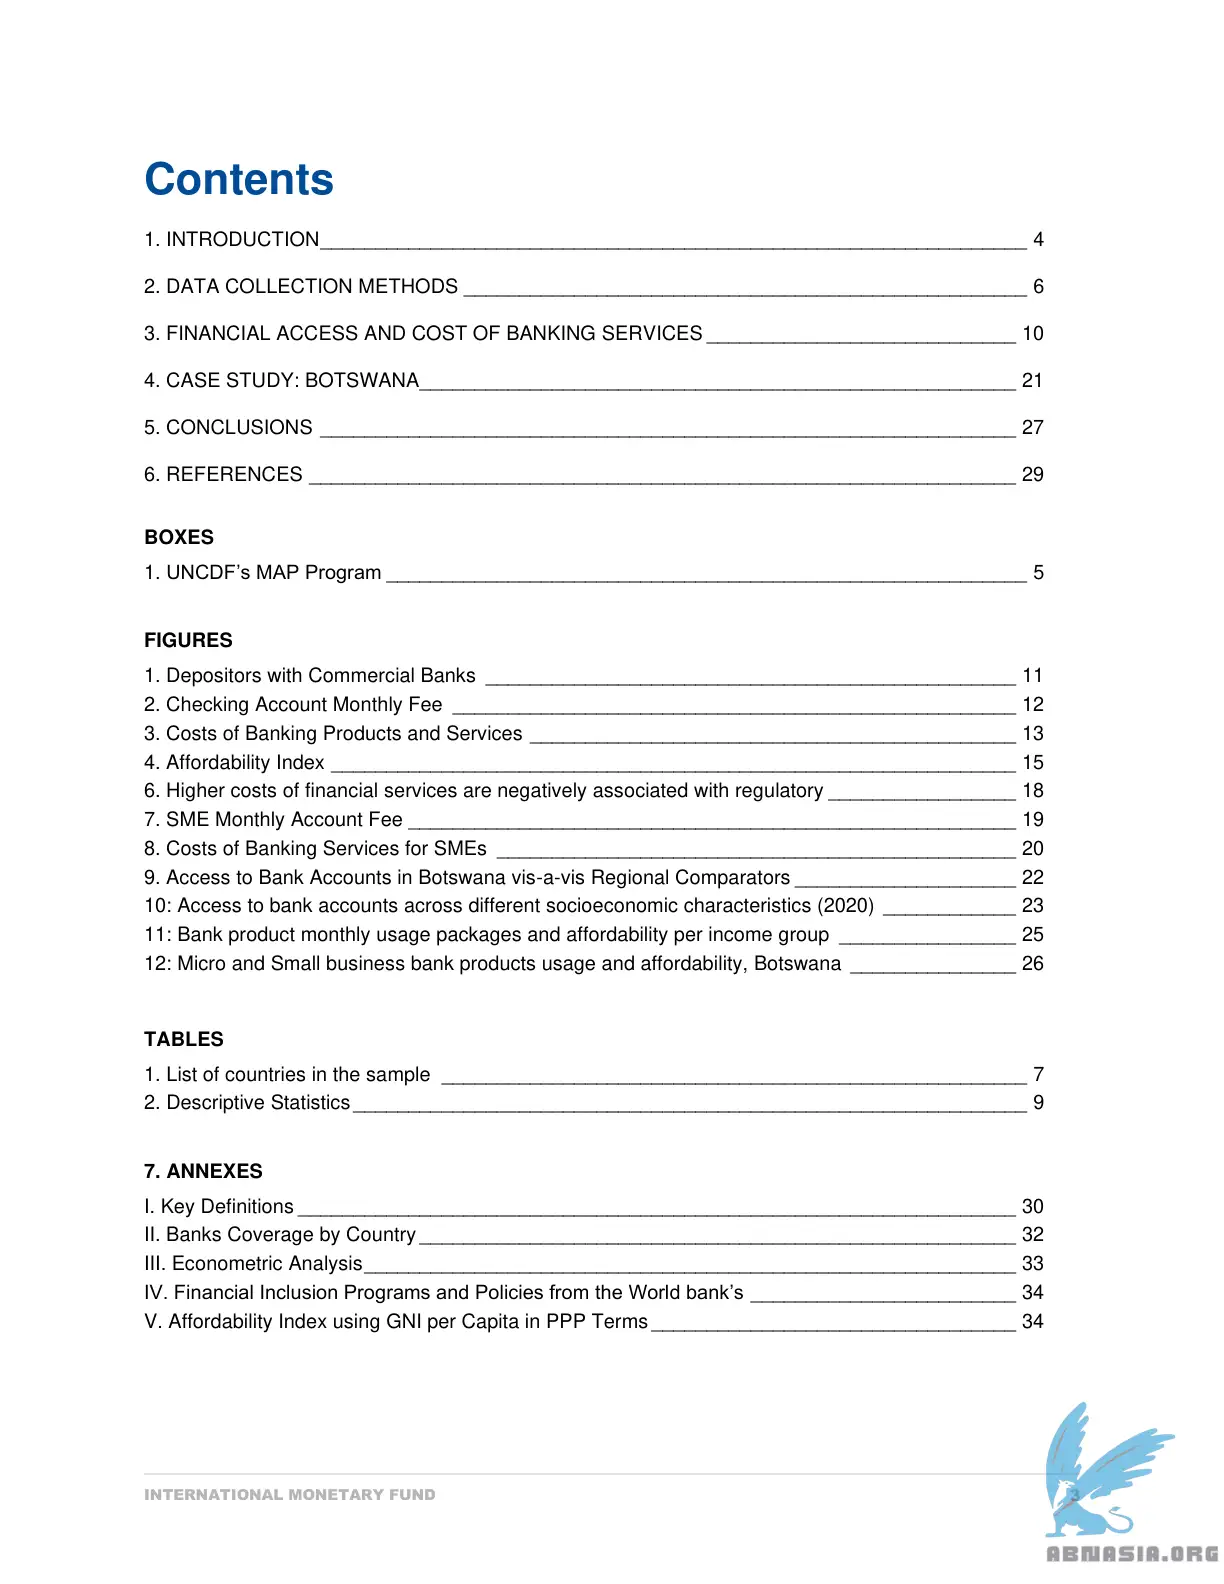 Contents
1. INTRODUCTION 4
2. DATA COLLECTION METHODS 6
3. FINANCIAL ACCESS AND COST OF BANKING SERVICES 10
4. CASE STUDY: BOTSWANA 21
5. CONCLUSIONS 27
6. REFERENCES 29
BOXES
1. UNCDF’s MAP Program 5
FIGURES
1. Depositors with Commercial Banks 11
2. Checking Account Monthly Fee 12
3. Costs of Banking Products and Services 13
4. Affordability Index 15
6. Higher costs of financial services are negatively associated with regulatory 18
7. SME Monthly Account Fee 19
8. Costs of Banking Services for SMEs 20
9. Access to Bank Accounts in Botswana vis-a-vis Regional Comparators 22
10: Access to bank accounts across different socioeconomic characteristics (2020) 23
11: Bank product monthly usage packages and affordability per income group 25
12: Micro and Small business bank products usage and affordability, Botswana 26
TABLES
1. List of countries in the sample 7
2. Descriptive Statistics 9
7. ANNEXES
I. Key Definitions 30
II. Banks Coverage by Country 32
III. Econometric Analysis 33
IV. Financial Inclusion Programs and Policies from the World bank’s 34
V. Affordability Index using GNI per Capita in PPP Terms 34
INTERNATIONAL MONETARY FUND 3
ABNASIA.ORG